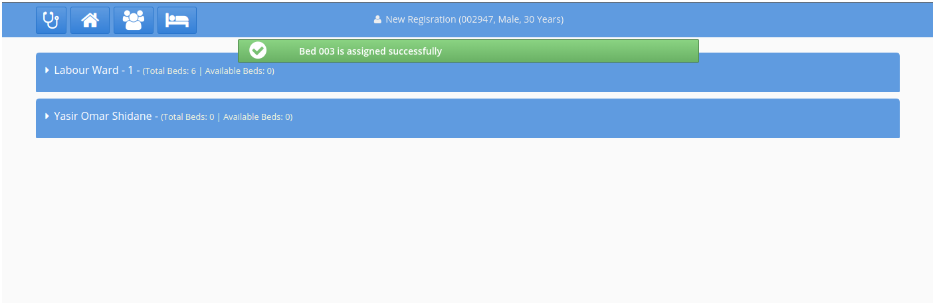 New Regisration (002947, Male, 30 Years)
Bed 003 is assigned successfully
Labour Ward - 1 - (Total Beds: 6 | Available Beds: 0)
Yasir Omar Shidane - (Total Beds: 0 | Available Beds: 0)